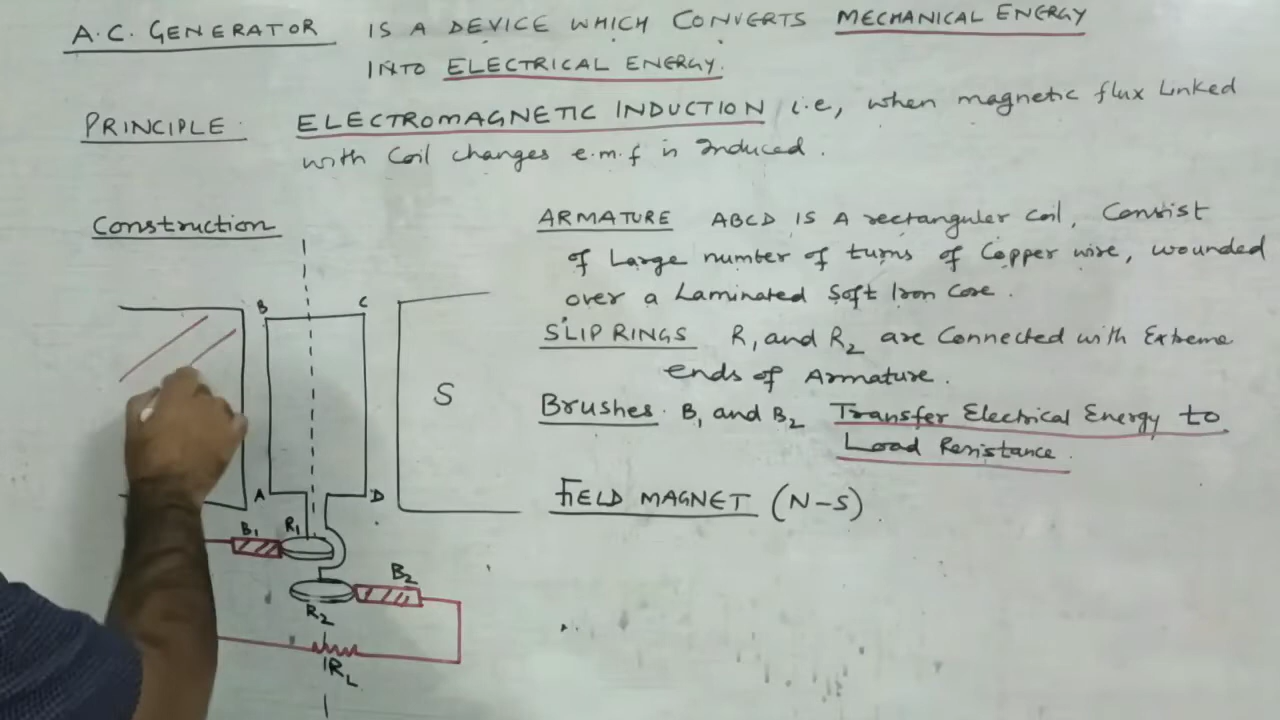 A.C. GENERATOR IS A DEVICE WHICH CONVERTS MECHANICAL ENERGY
INTO ELECTRICAL ENERGY.
PRINCIPLE. ELECTROMAGNETIC INDUCTION i.e, when magnetic flux linked
with Coil changes e.m.f is Induced.
Construction
ARMATURE ABCD IS A rectanguler Coil, Consist
of Large number of turns of Copper wire, wounded
over a Laminated Soft Iron Core.
SLIP RINGS R1 and R2 are Connected with Extreme
ends of Armature.
Brushes. B1 and B2 Transfer Electrical Energy to
Load Resistance.
FIELD MAGNET (N-S)
B C
S
A D
B1 R1
B2
R2
RL